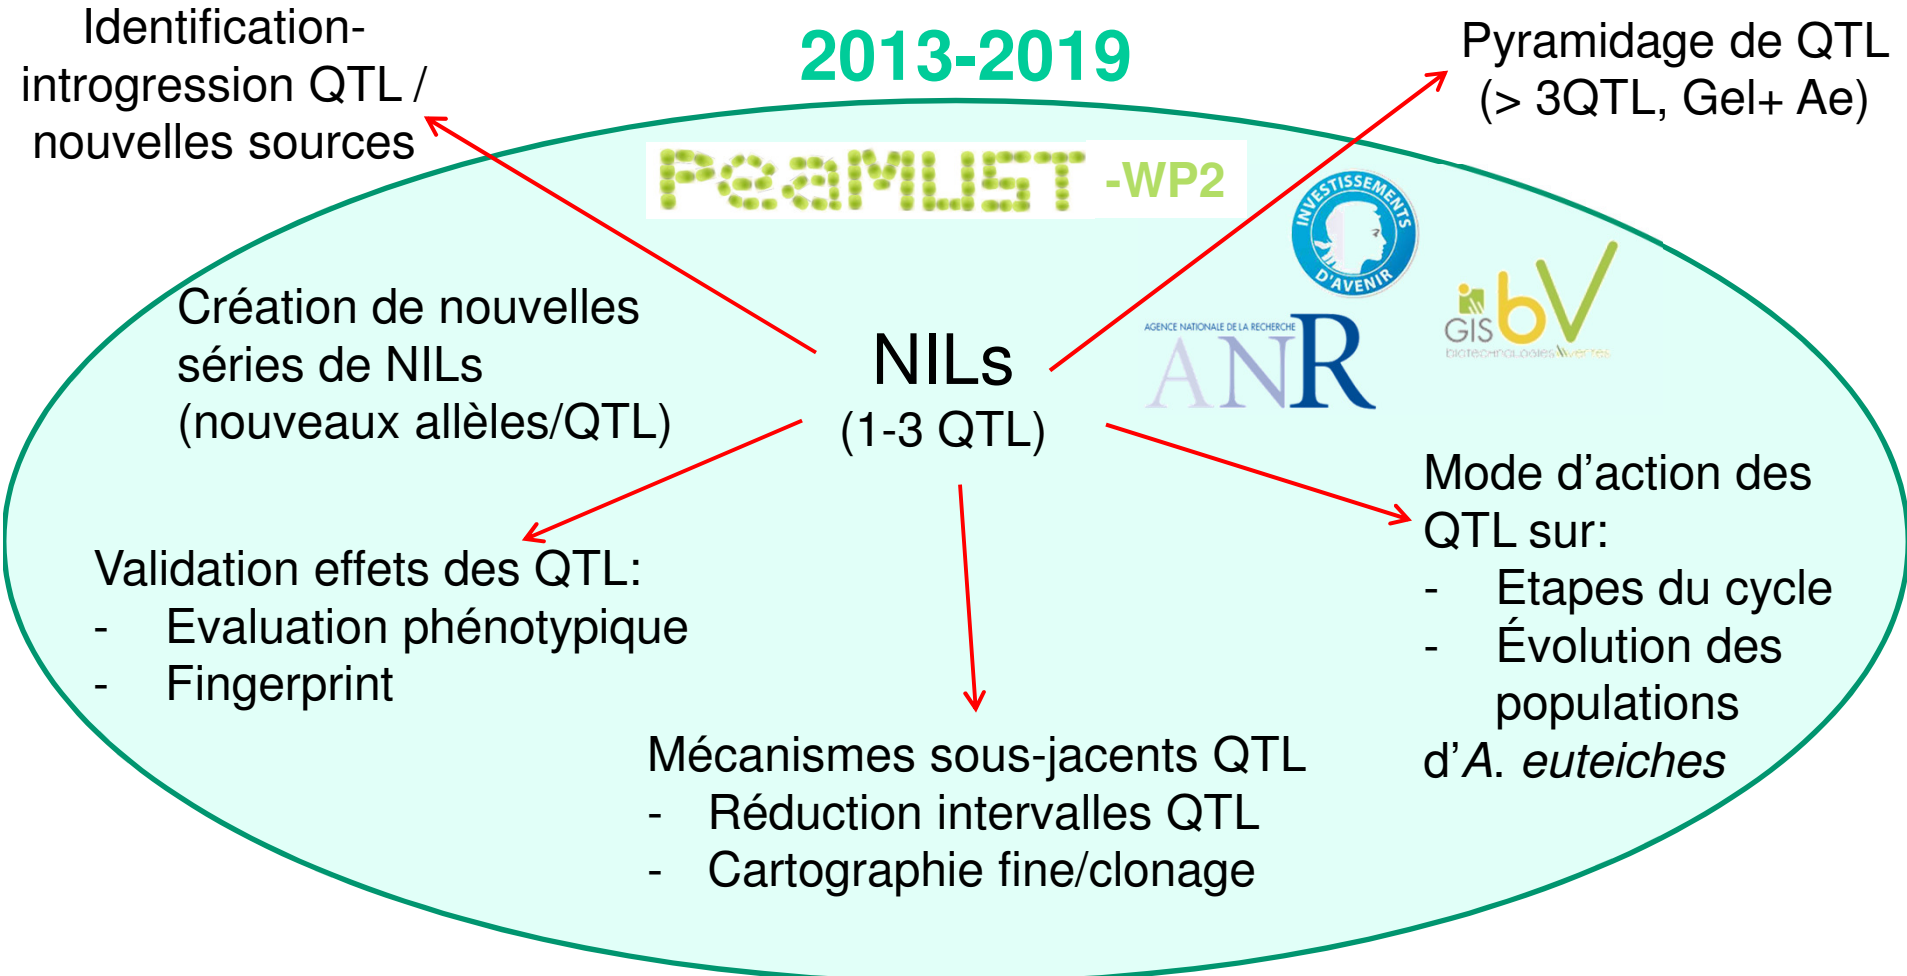 Identification-
introgression QTL /
nouvelles sources
2013-2019
Pyramidage de QTL
(> 3QTL, Gel+ Ae)
PeaMUST -WP2
INVESTISSEMENTS
D'AVENIR
GIS bV
biotechnologies vertes
AGENCE NATIONALE DE LA RECHERCHE
ANR
Création de nouvelles
séries de NILs
(nouveaux allèles/QTL)
NILs
(1-3 QTL)
Validation effets des QTL:
- Evaluation phénotypique
- Fingerprint
Mode d’action des
QTL sur:
- Etapes du cycle
- Évolution des
populations
d’A. euteiches
Mécanismes sous-jacents QTL
- Réduction intervalles QTL
- Cartographie fine/clonage